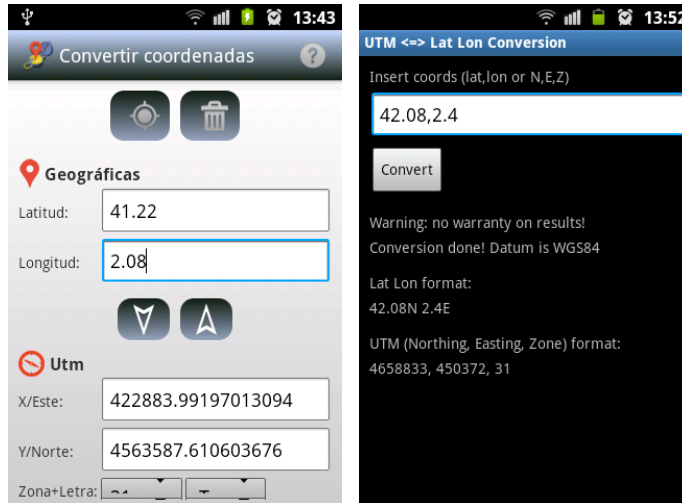 13:43
Convertir coordenadas
?
Geográficas
Latitud: 41.22
Longitud: 2.08
Utm
X/Este: 422883.99197013094
Y/Norte: 4563587.610603676
Zona+Letra:
13:52
UTM <=> Lat Lon Conversion
Insert coords (lat,lon or N,E,Z)
42.08,2.4
Convert
Warning: no warranty on results!
Conversion done! Datum is WGS84
Lat Lon format:
42.08N 2.4E
UTM (Northing, Easting, Zone) format:
4658833, 450372, 31